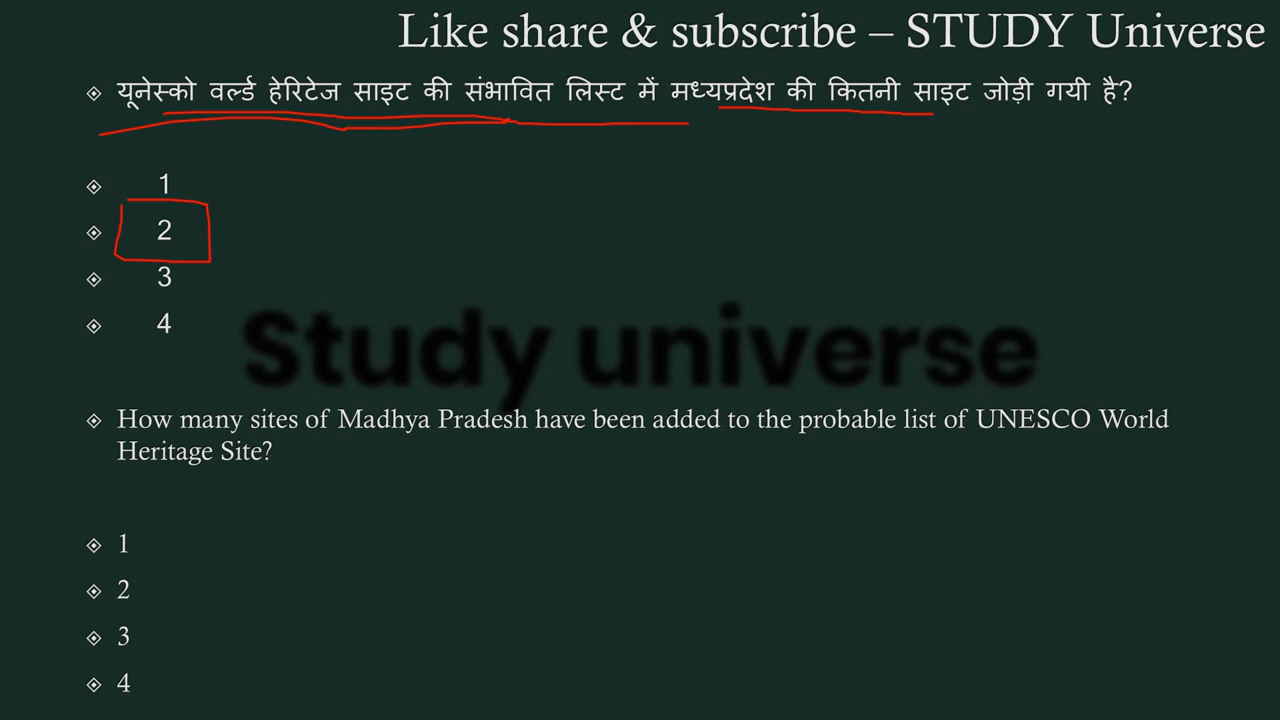 Like share & subscribe – STUDY Universe
यूनेस्को वर्ल्ड हेरिटेज साइट की संभावित लिस्ट में मध्यप्रदेश की कितनी साइट जोड़ी गयी है?
1
2
3
4
Study universe
How many sites of Madhya Pradesh have been added to the probable list of UNESCO World
Heritage Site?
1
2
3
4